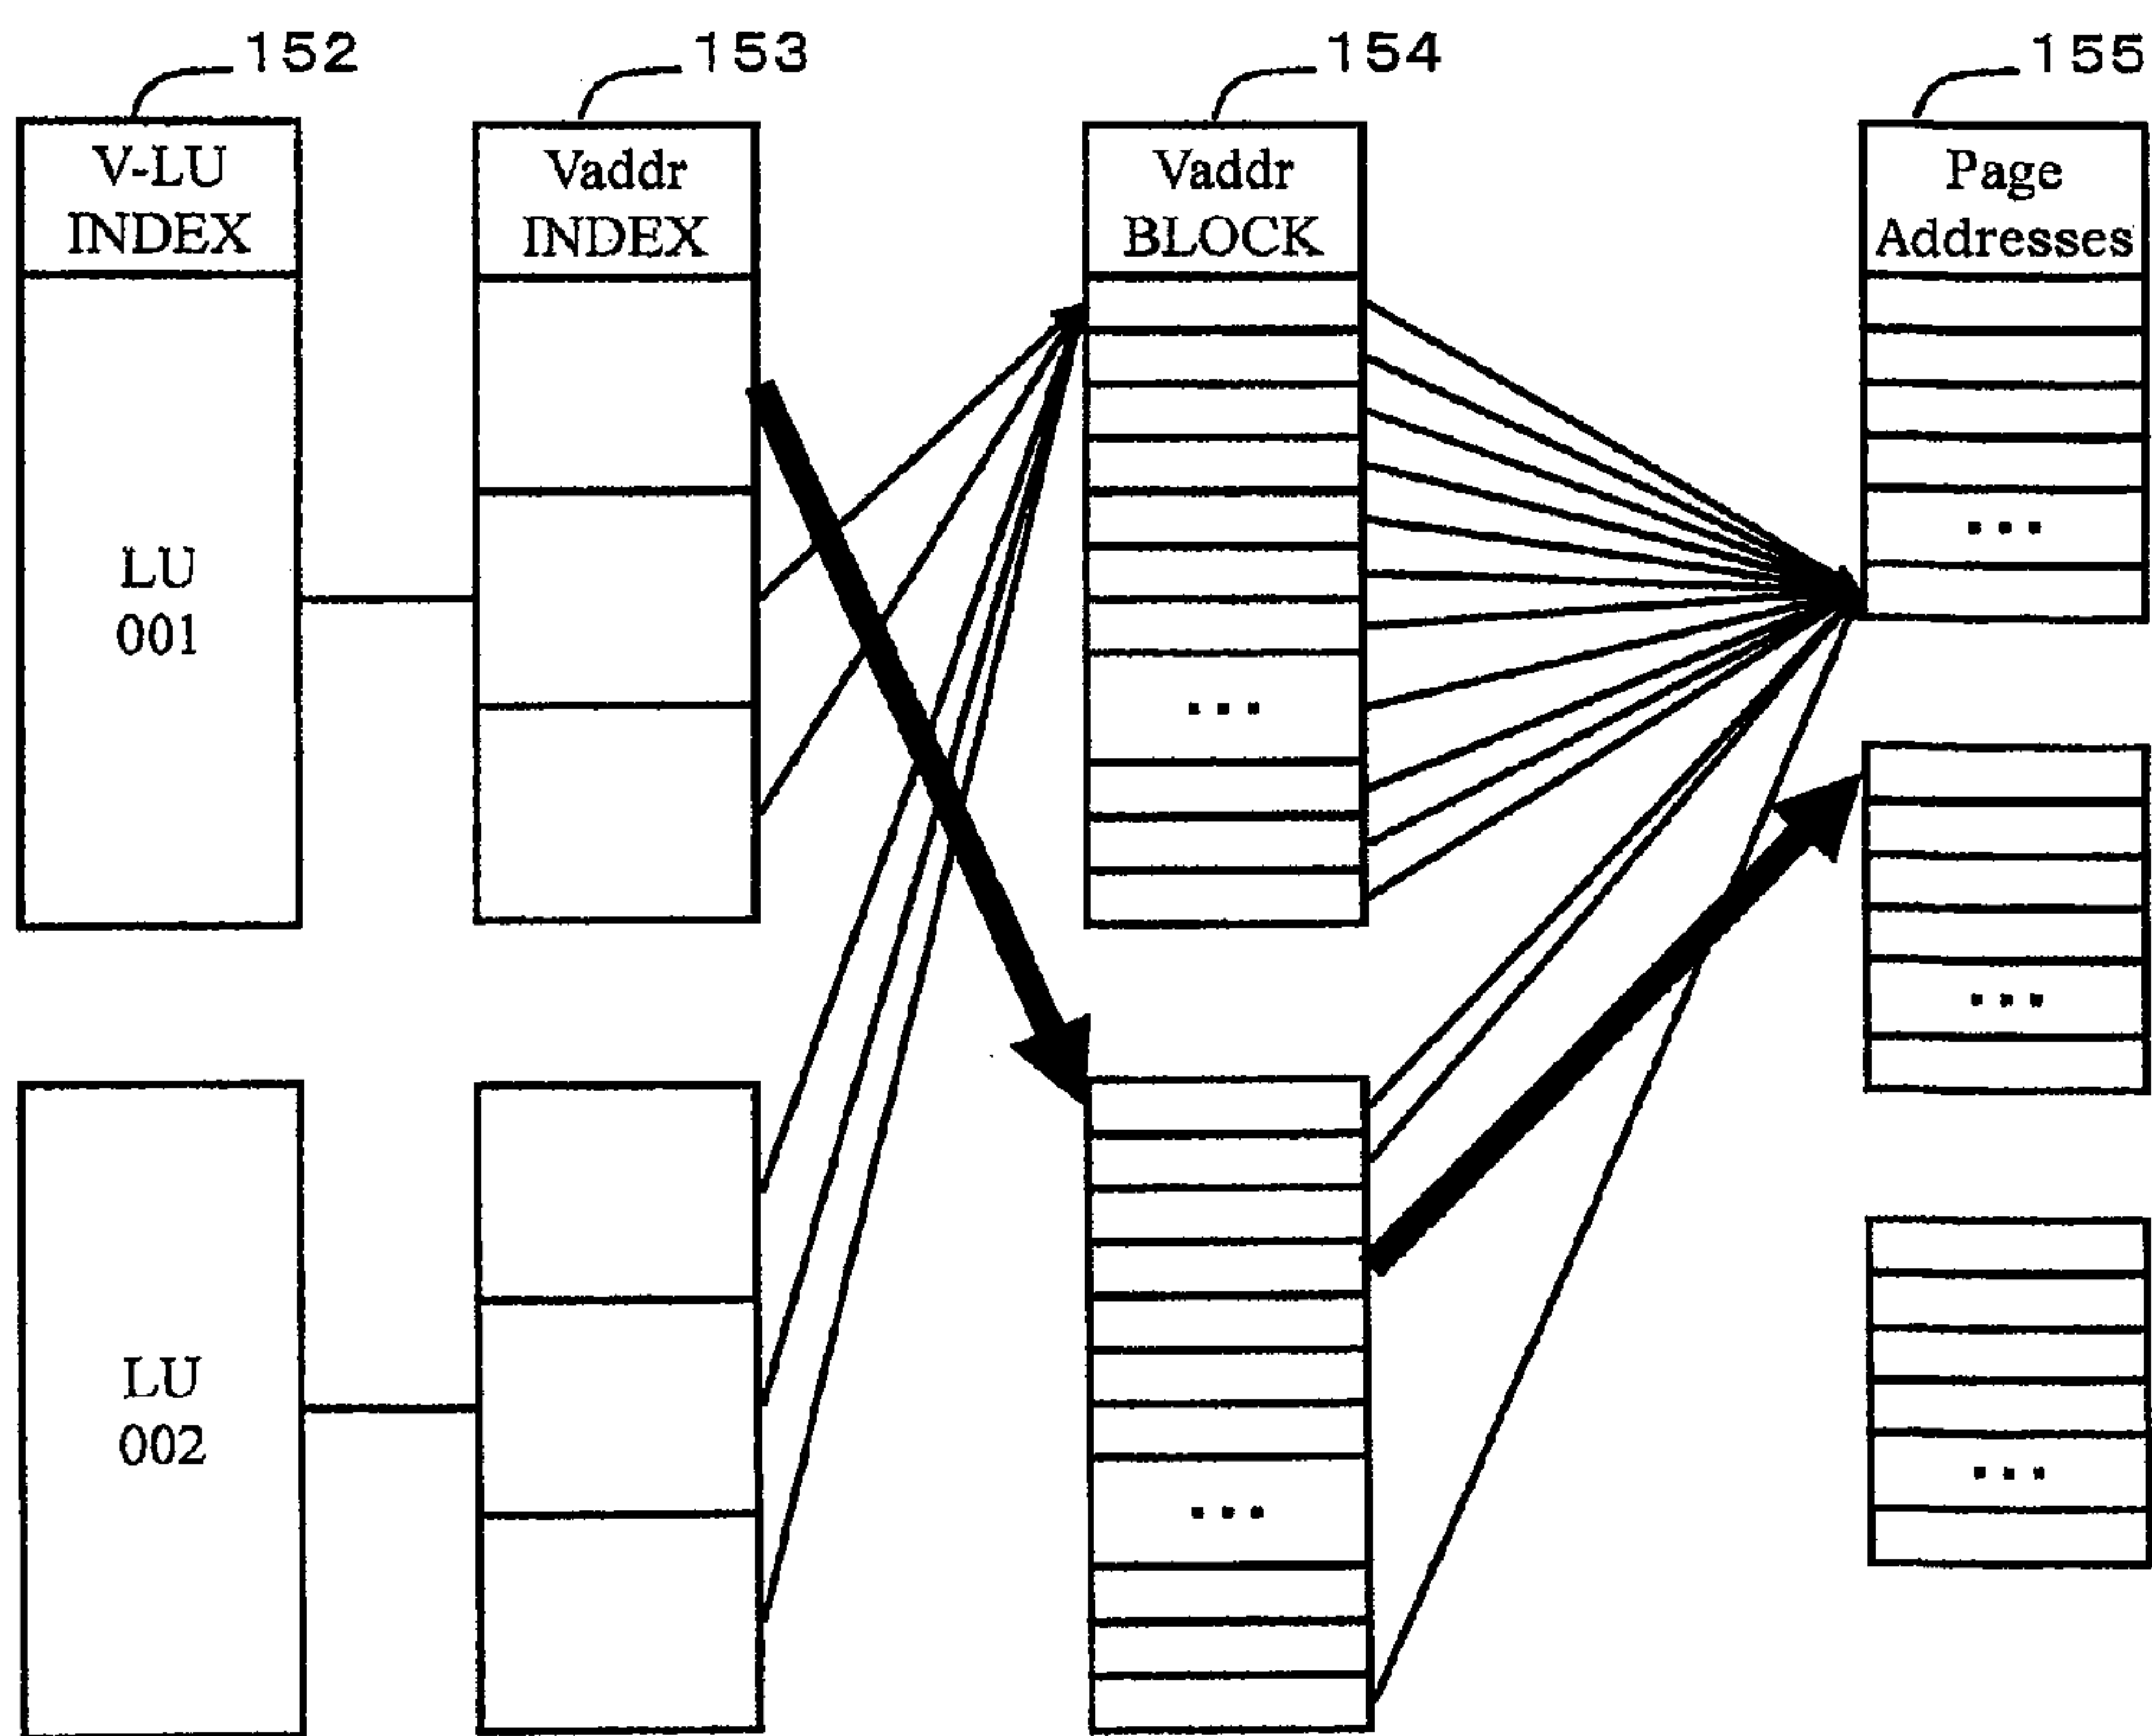 152
153
154
155
V-LU
INDEX
Vaddr
INDEX
Vaddr
BLOCK
Page
Addresses
LU
001
...
...
...
LU
002
...
...